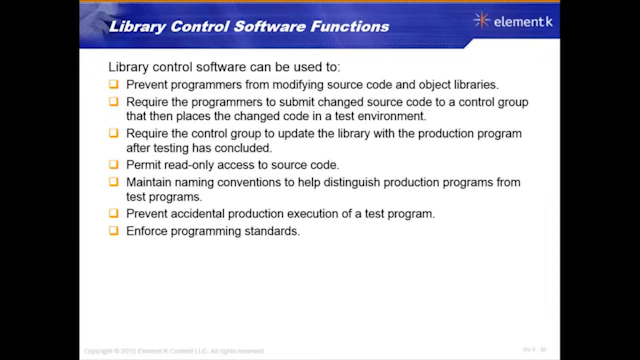 Library Control Software Functions
element k
Library control software can be used to:
Prevent programmers from modifying source code and object libraries.
Require the programmers to submit changed source code to a control group
that then places the changed code in a test environment.
Require the control group to update the library with the production program
after testing has concluded.
Permit read-only access to source code.
Maintain naming conventions to help distinguish production programs from
test programs.
Prevent accidental production execution of a test program.
Enforce programming standards.
Copyright © 2010 Element K Content LLC. All rights reserved